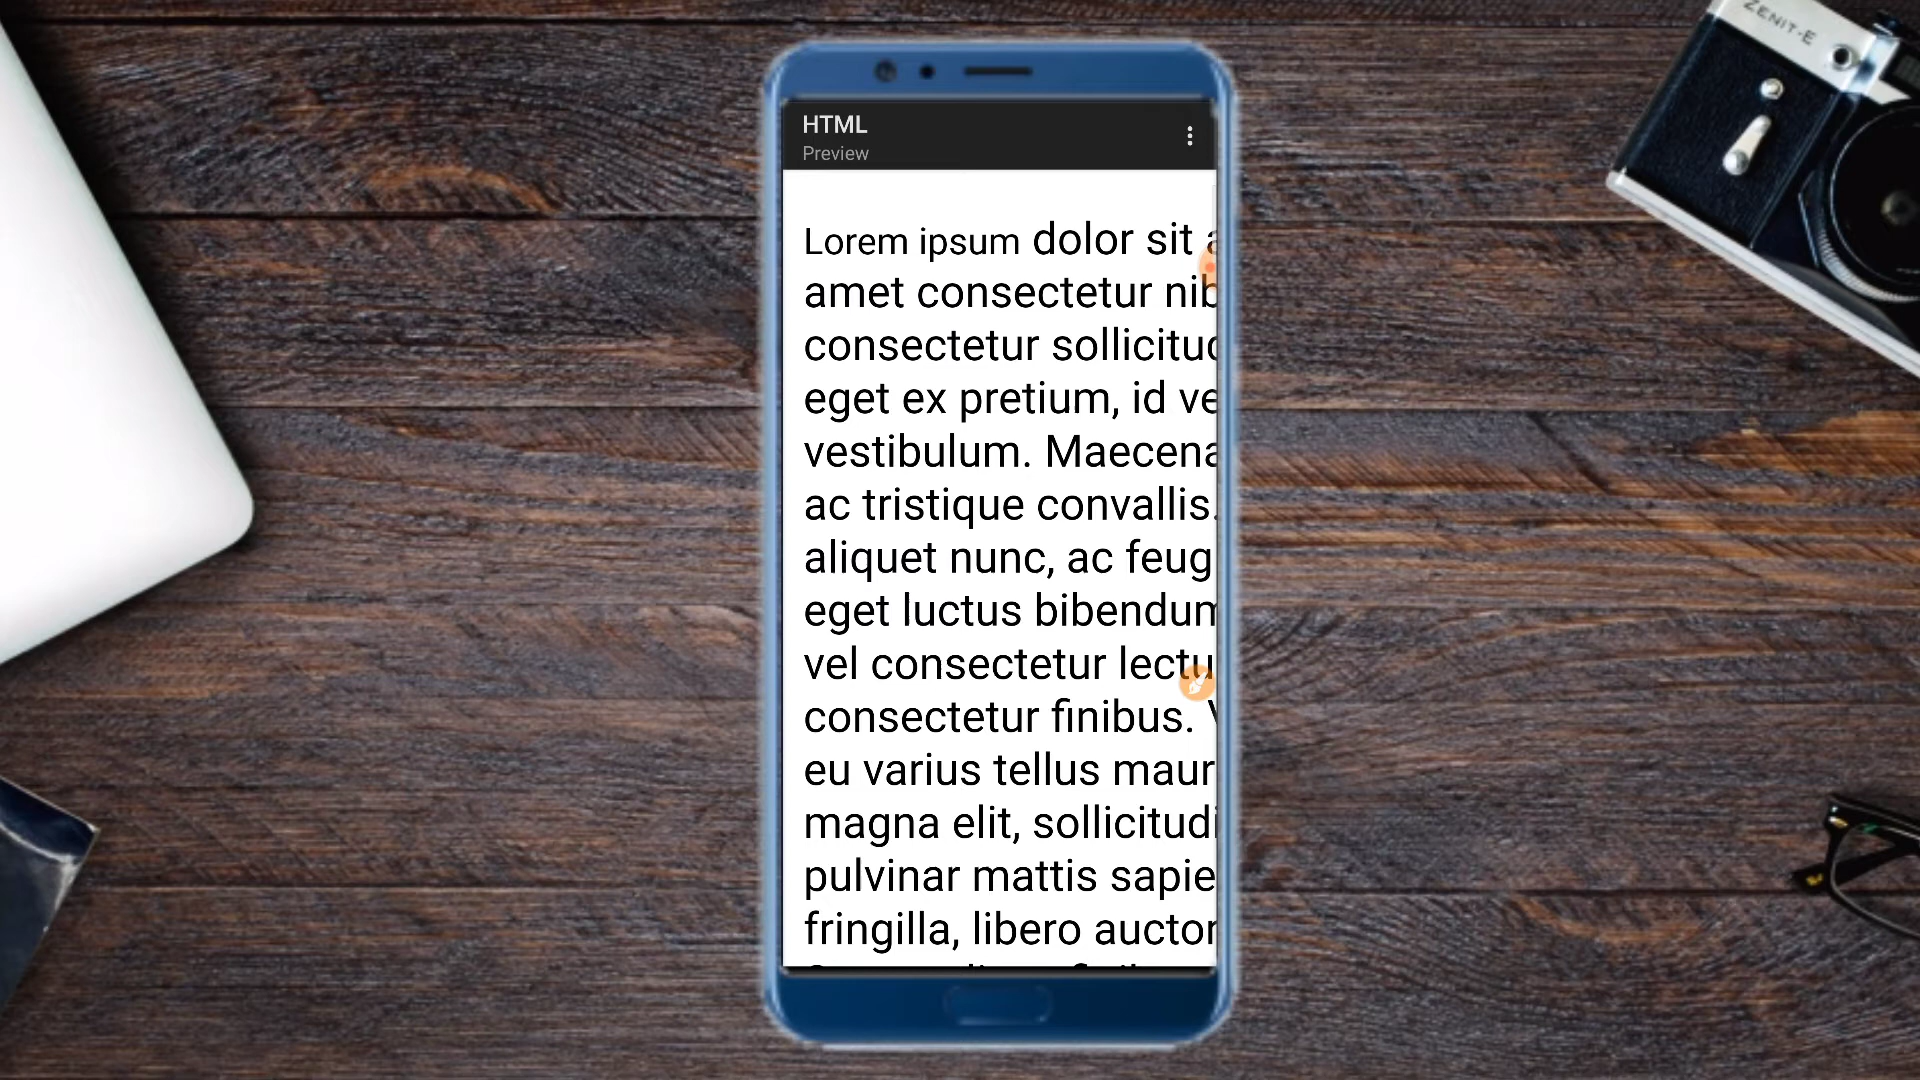 ZENIT-E
HTML
Preview
Lorem ipsum dolor sit
amet consectetur
consectetur
eget ex pretium, id
vestibulum.
ac tristique convallis.
aliquet nunc, ac
eget luctus
vel consectetur
consectetur finibus.
eu varius tellus
magna elit,
pulvinar mattis
fringilla, libero